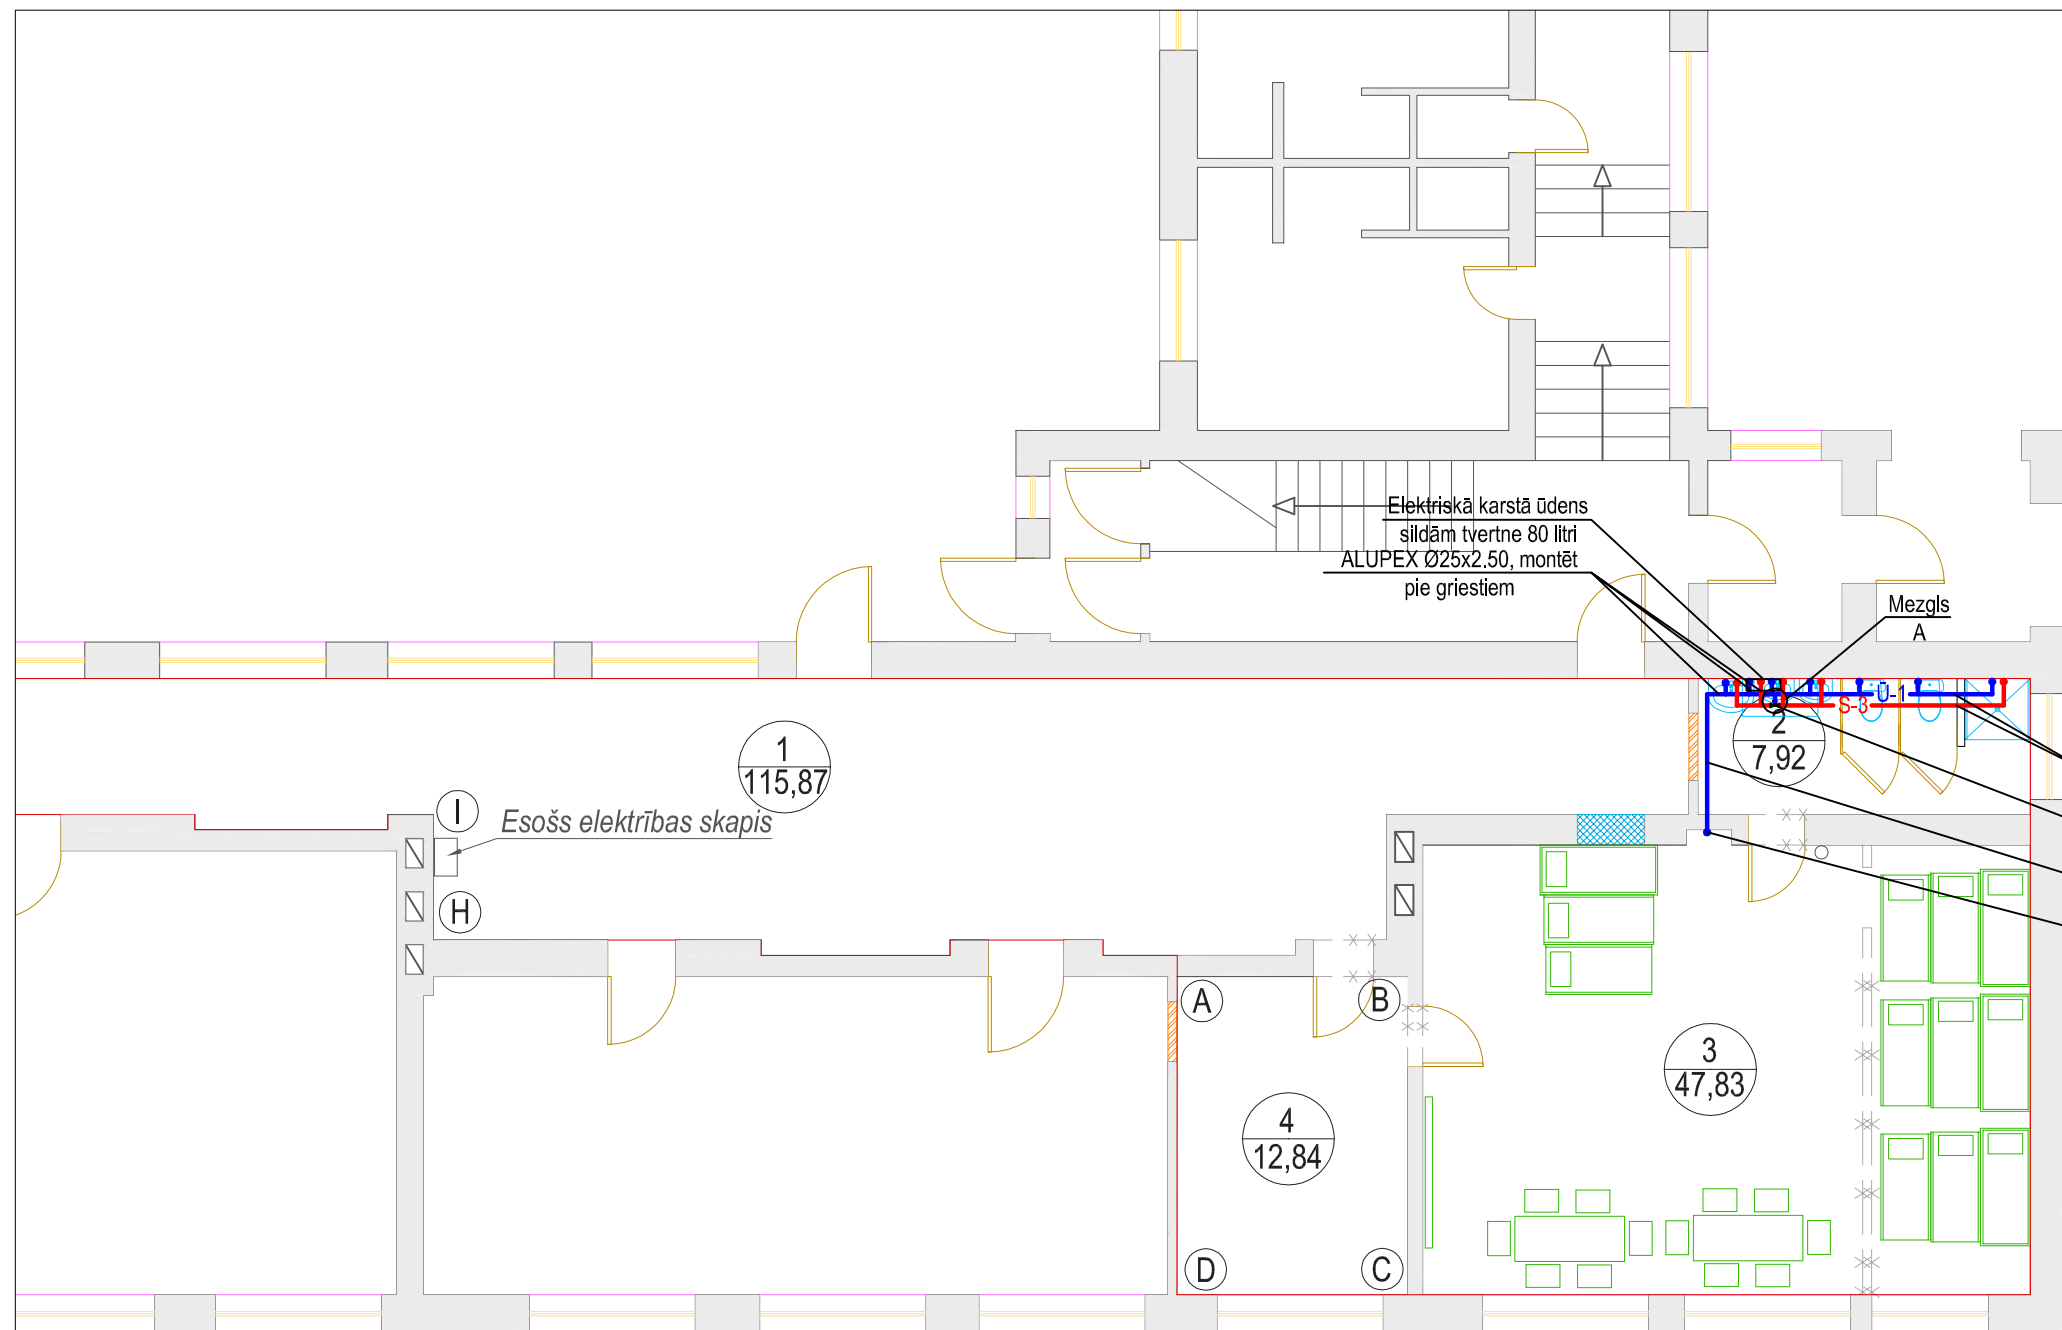 Elektriskā karstā ūdens
sildām tvertne 80 litri
ALUPEX Ø25x2.50, montēt
pie griestiem
Mezgls
A
Ū-1
S-3
2
7,92
1
115,87
I
Esošs elektrības skapis
H
A
B
3
47,83
4
12,84
D
C